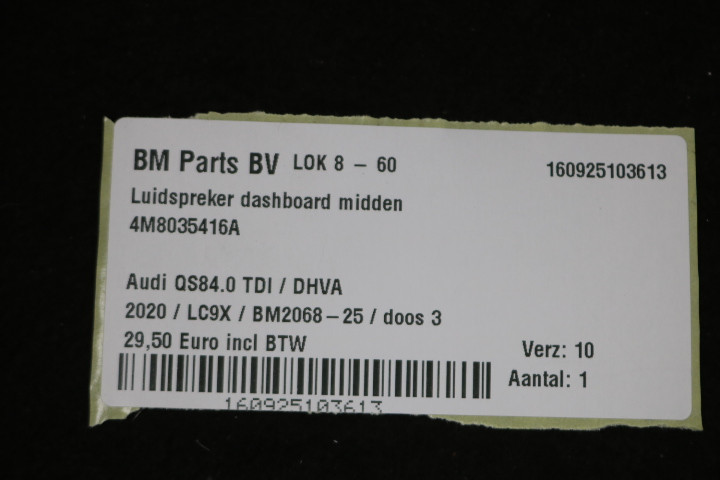 BM Parts BV LOK 8 - 60 160925103613
Luidspreker dashboard midden
4M8035416A
Audi QS84.0 TDI / DHVA
2020 / LC9X / BM2068-25 / doos 3
29,50 Euro incl BTW
Verz: 10
Aantal: 1
160925103613